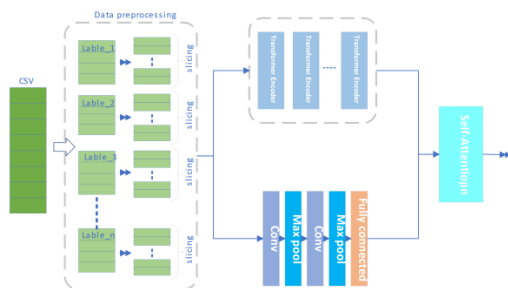 Data preprocessing
CSV
Lable_1
slicing
Lable_2
slicing
Lable_3
slicing
Lable_n
slicing
Transformer Encoder
Transformer Encoder
Transformer Encoder
Conv
Max pool
Conv
Max pool
Fully connected
Self-Attentiopn